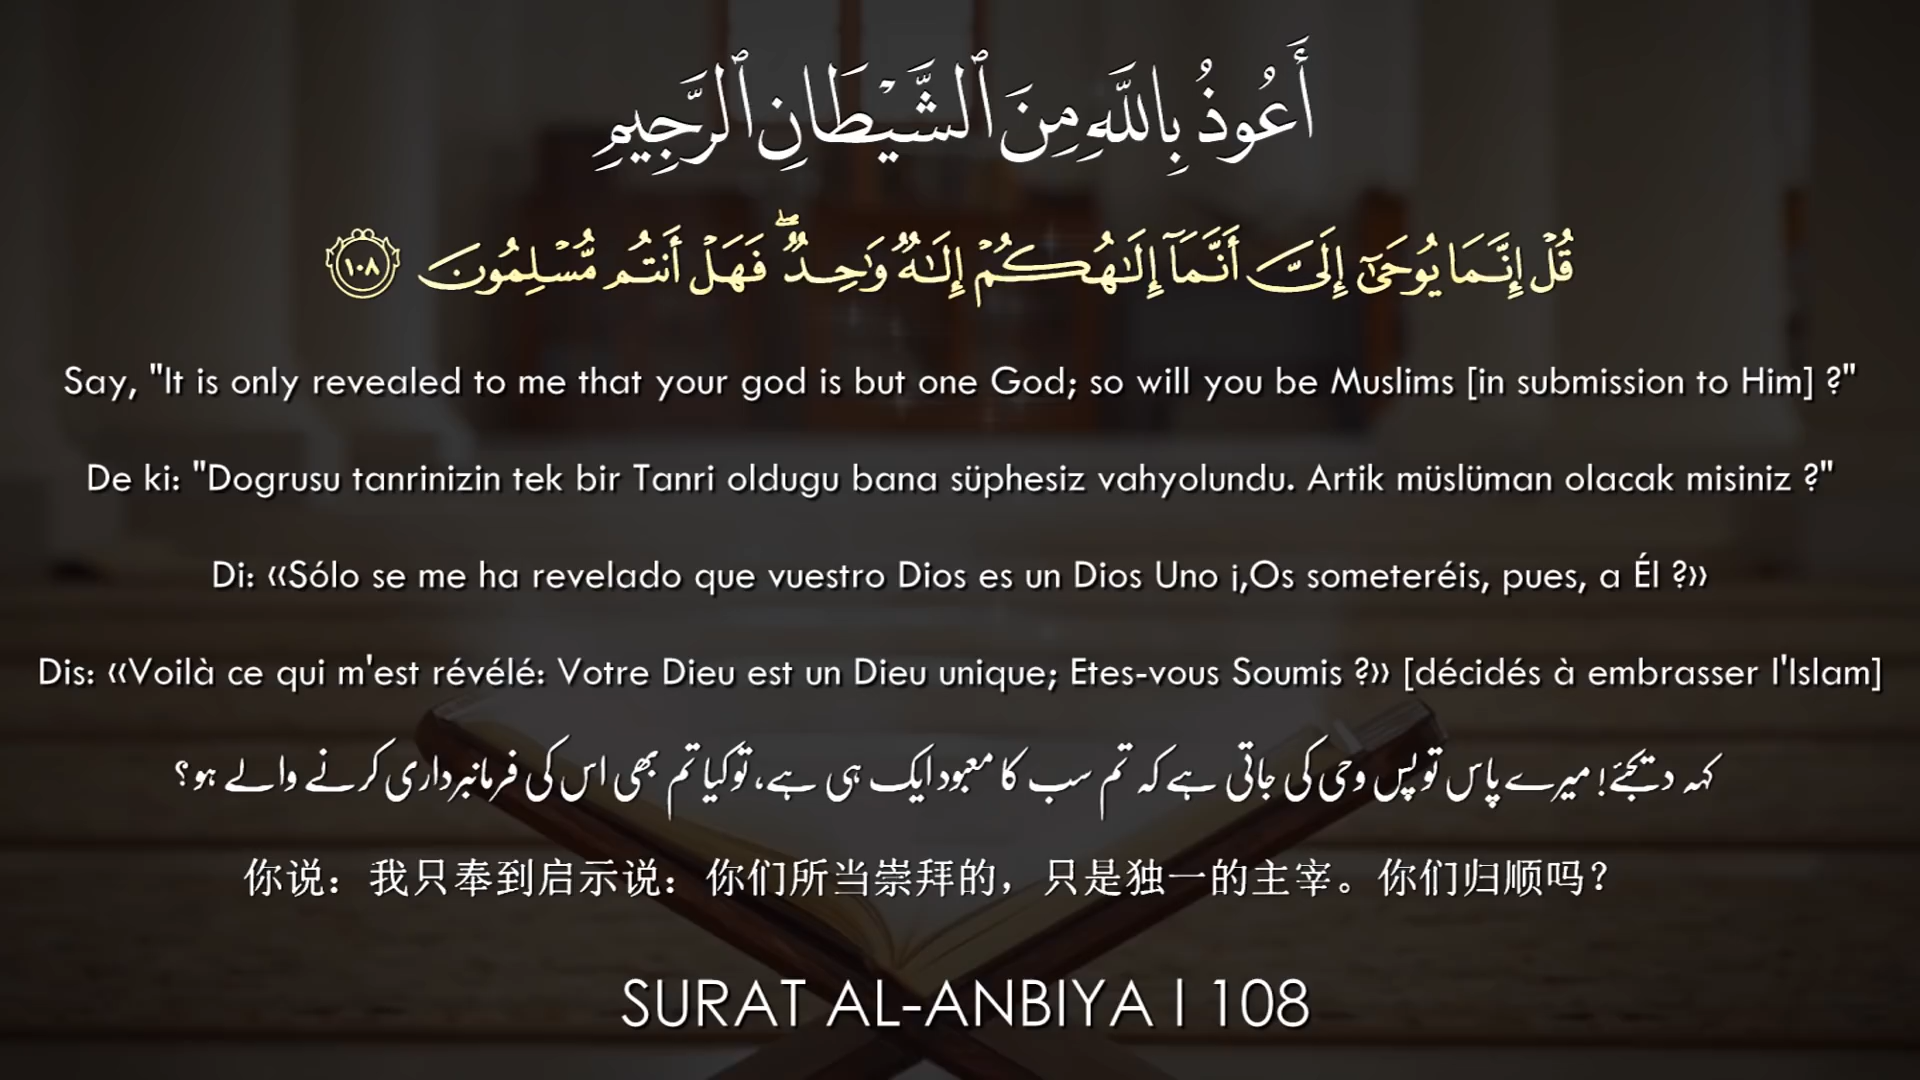 أَعُوذُ بِاللَّهِ مِنَ ٱلشَّيْطَانِ ٱلرَّجِيمِ
قُلْ إِنَّمَا يُوحَىٰٓ إِلَىَّ أَنَّمَآ إِلَـٰهُكُمْ إِلَـٰهٌ وَٰحِدٌ ۖ فَهَلْ أَنتُم مُّسْلِمُونَ ١٠٨
Say, "It is only revealed to me that your god is but one God; so will you be Muslims [in submission to Him] ?"
De ki: "Dogrusu tanrinizin tek bir Tanri oldugu bana süphesiz vahyolundu. Artik müslüman olacak misiniz ?"
Di: «Sólo se me ha revelado que vuestro Dios es un Dios Uno ¡,Os someteréis, pues, a Él ?»
Dis: «Voilà ce qui m'est révélé: Votre Dieu est un Dieu unique; Etes-vous Soumis ?» [décidés à embrasser l'Islam]
کہہ دیجئے! میرے پاس تو پس وحی کی جاتی ہے کہ تم سب کا معبود ایک ہی ہے، تو کیا تم بھی اس کی فرمانبرداری کرنے والے ہو؟
你说：我只奉到启示说：你们所当崇拜的，只是独一的主宰。你们归顺吗？
SURAT AL-ANBIYA I 108